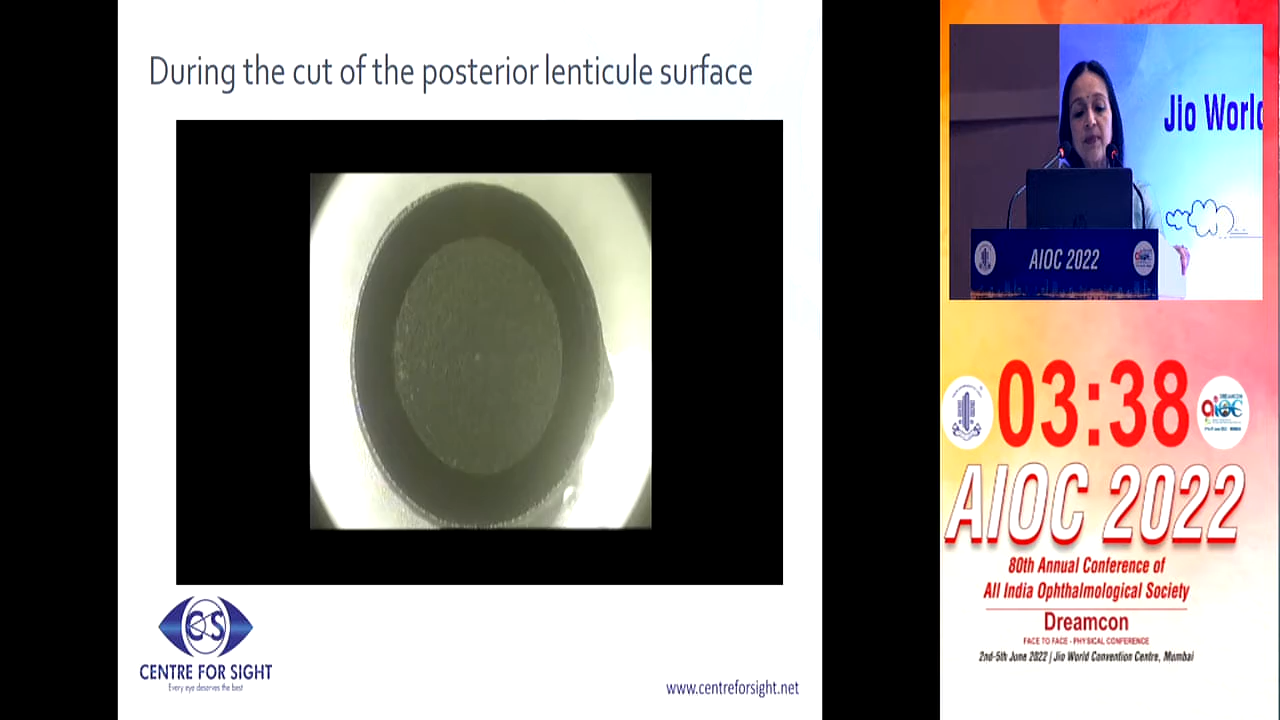 During the cut of the posterior lenticule surface
CS
CENTRE FOR SIGHT
Every eye deserves the best
www.centreforsight.net
Jio World
AIOC 2022
03:38
AIOC 2022
80th Annual Conference of
All India Ophthalmological Society
Dreamcon
FACE TO FACE - PHYSICAL CONFERENCE
2nd-5th June 2022 | Jio World Convention Centre, Mumbai